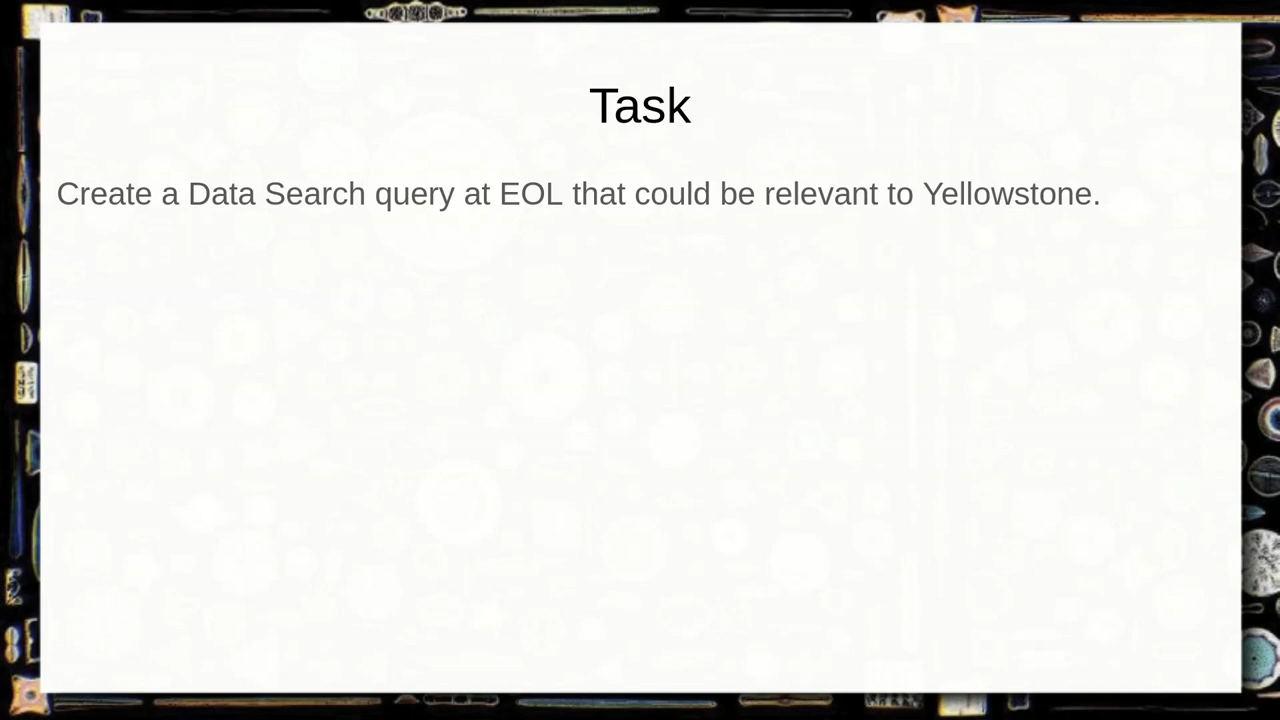 Task
Create a Data Search query at EOL that could be relevant to Yellowstone.